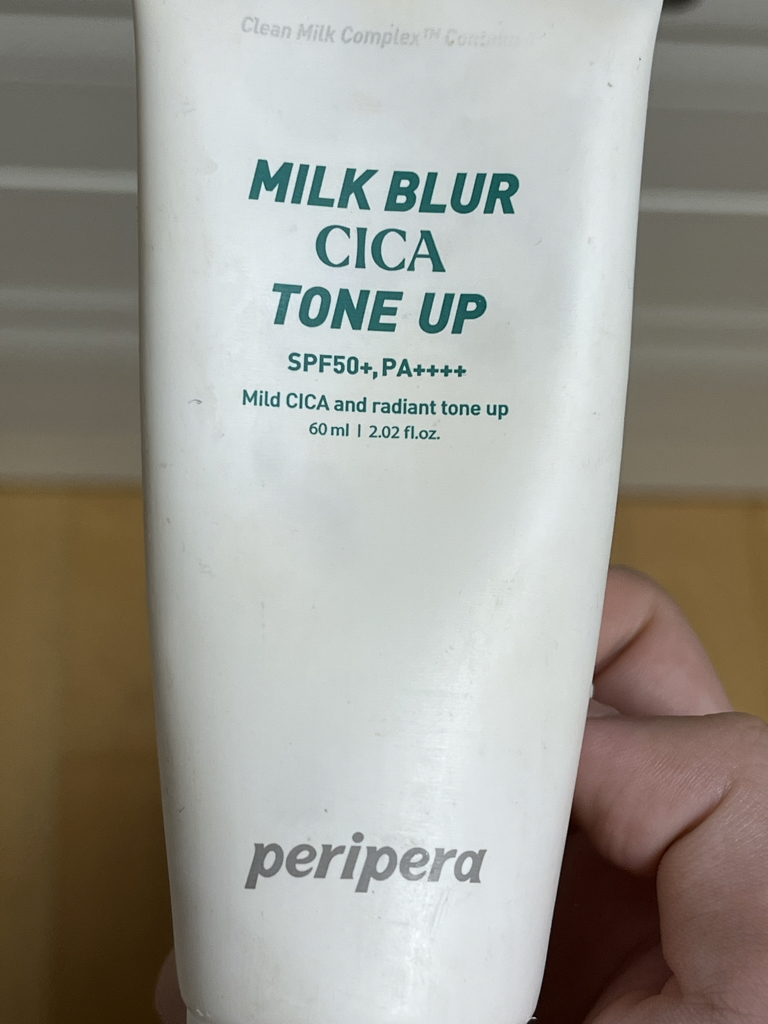 Clean Milk Complex™
MILK BLUR
CICA
TONE UP
SPF50+, PA++++
Mild CICA and radiant tone up
60 ml | 2.02 fl.oz.
peripera